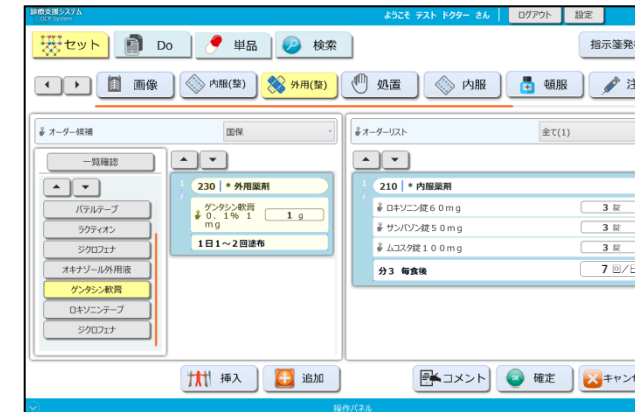 診療支援システム
OCP System
ようこそ テスト ドクター さん
ログアウト
設定
セット
Do
単品
検索
指示箋発
画像
内服(整)
外用(整)
処置
内服
頓服
注
オーダー候補
国保
オーダーリスト
全て(1)
一覧確認
パテルテープ
ラクティオン
ジクロフェナ
オキナゾール外用液
ゲンタシン軟膏
ロキソニンテープ
ジクロフェナ
1
230 * 外用薬剤
ゲンタシン軟膏
0.1% 1
mg
1 g
1日1~2回塗布
1
210 * 内服薬剤
ロキソニン錠60mg
3 錠
サンバゾン錠50mg
3 錠
ムコスタ錠100mg
3 錠
分3 毎食後
7 回/日
挿入
追加
コメント
確定
キャンセ
操作パネル